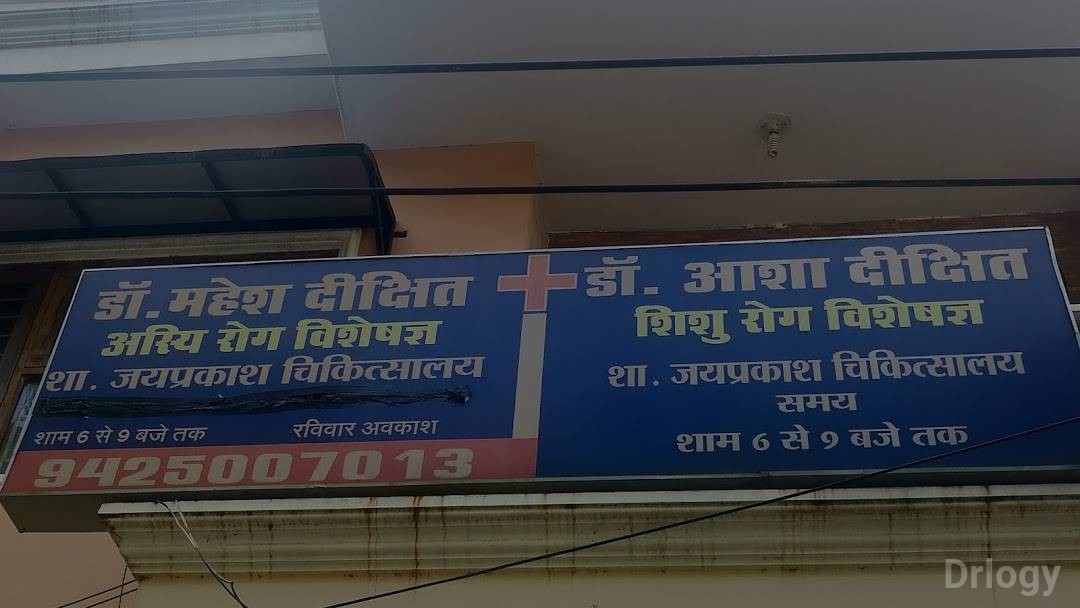 डॉ. महेश दीक्षित
अस्थि रोग विशेषज्ञ
शा. जयप्रकाश चिकित्सालय
शाम 6 से 9 बजे तक रविवार अवकाश
9425007013
डॉ. आशा दीक्षित
शिशु रोग विशेषज्ञ
शा. जयप्रकाश चिकित्सालय
समय
शाम 6 से 9 बजे तक
Drlogy